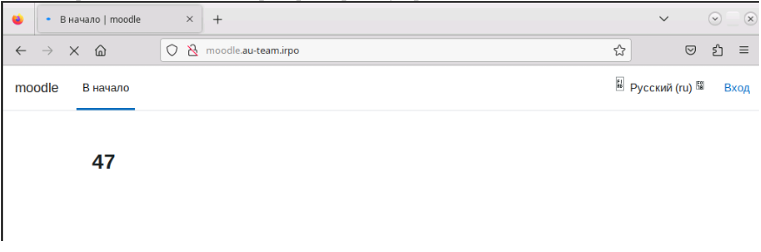 В начало | moodle
moodle.au-team.irpo
moodle В начало Русский (ru) Вход
47